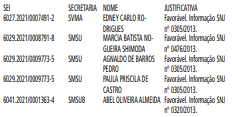 SEI SECRETARIA NOME JUSTIFICATIVA
6027.2021/0007491-2 SVMA EDNEY CARLO RO- Favorável. Informação SNJ
DRIGUES nº 0305/2013.
6029.2021/0008791-8 SMSU MARCIA BATISTA NO- Favorável. Informação SNJ
GUEIRA SHIMODA nº 0476/2013.
6029.2021/0009773-5 SMSU AGNALDO DE BARROS Favorável. Informação SNJ
PEDRO nº 0305/2013.
6029.2021/0009773-5 SMSU PAULA PRISCILA DE Favorável. Informação SNJ
CASTRO nº 0305/2013.
6041.2021/0001363-4 SMSUB ABEL OLIVEIRA ALMEIDA Favorável. Informação SNJ
nº 0320/2013.